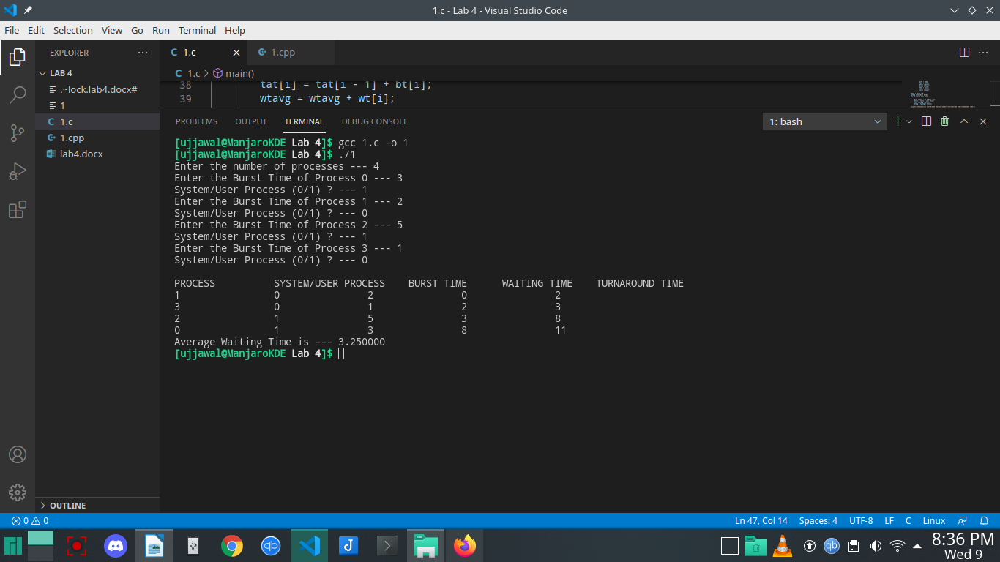 1.c - Lab 4 - Visual Studio Code
File Edit Selection View Go Run Terminal Help
EXPLORER
LAB 4
.~lock.lab4.docx#
1
1.c
1.cpp
lab4.docx
OUTLINE
1.c
1.cpp
1.c > main()
38 tat[i] = tat[i - 1] + bt[i];
39 wtavg = wtavg + wt[i];
PROBLEMS OUTPUT TERMINAL DEBUG CONSOLE
1: bash
[ujjawal@ManjaroKDE Lab 4]$ gcc 1.c -o 1
[ujjawal@ManjaroKDE Lab 4]$ ./1
Enter the number of processes --- 4
Enter the Burst Time of Process 0 --- 3
System/User Process (0/1) ? --- 1
Enter the Burst Time of Process 1 --- 2
System/User Process (0/1) ? --- 0
Enter the Burst Time of Process 2 --- 5
System/User Process (0/1) ? --- 1
Enter the Burst Time of Process 3 --- 1
System/User Process (0/1) ? --- 0
PROCESS SYSTEM/USER PROCESS BURST TIME WAITING TIME TURNAROUND TIME
1 0 2 0 2
3 0 1 2 3
2 1 5 3 8
0 1 3 8 11
Average Waiting Time is --- 3.250000
[ujjawal@ManjaroKDE Lab 4]$
0 0
Ln 47, Col 14 Spaces: 4 UTF-8 LF C Linux
8:36 PM
Wed 9